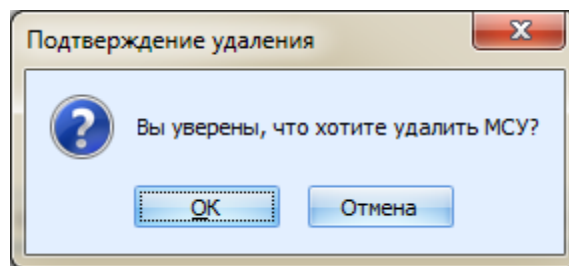 Подтверждение удаления
Вы уверены, что хотите удалить МСУ?
OK
Отмена